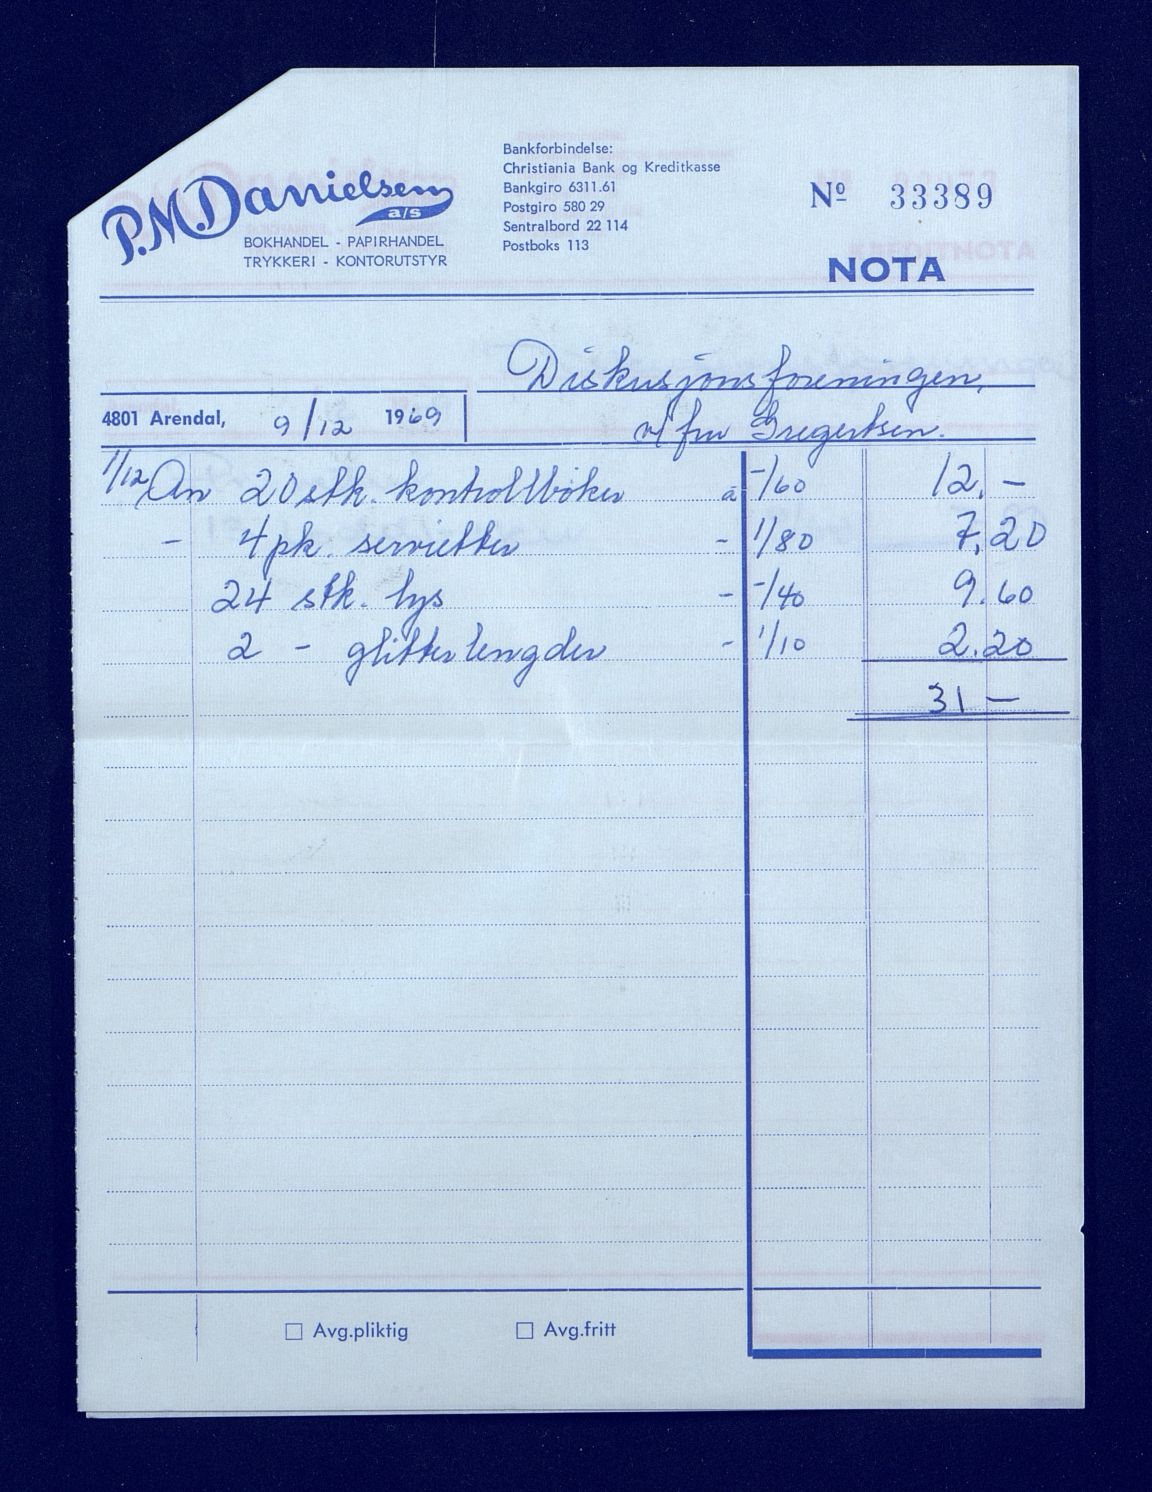 P.M. Danielsen
a/s
BOKHANDEL - PAPIRHANDEL
TRYKKERI - KONTORUTSTYR
Bankforbindelse:
Christiania Bank og Kreditkasse
Bankgiro 6311.61
Postgiro 580 29
Sentralbord 22 114
Postboks 113
Nº 33389
NOTA
Diskusjonsforeningen,
v/ fru Gregertsen.
4801 Arendal, 9/12 1969
1/12 An 20 stk. kontrollbøker à -/60 12,-
- 4 pk. servietter - 1/80 7,20
24 stk. lys - -/40 9.60
2 - glitterlengder - 1/10 2.20
31 -
Avg.pliktig Avg.fritt